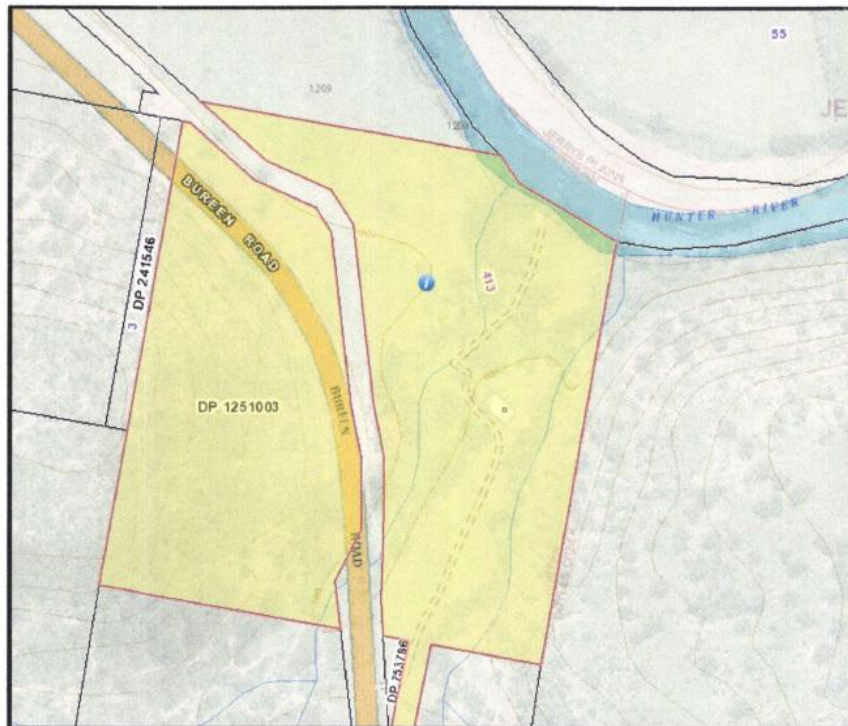 55
1209
JE
1209
JERRYS PLAINS
HUNTER RIVER
BUREEN ROAD
3 DP 241546
413
DP 1251003
BUREEN
ROAD
DP 753786